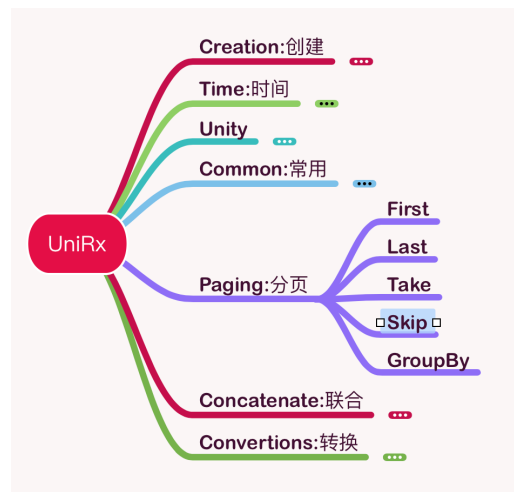 Creation:创建
Time:时间
Unity
Common:常用
UniRx
Paging:分页
First
Last
Take
Skip
GroupBy
Concatenate:联合
Convertions:转换